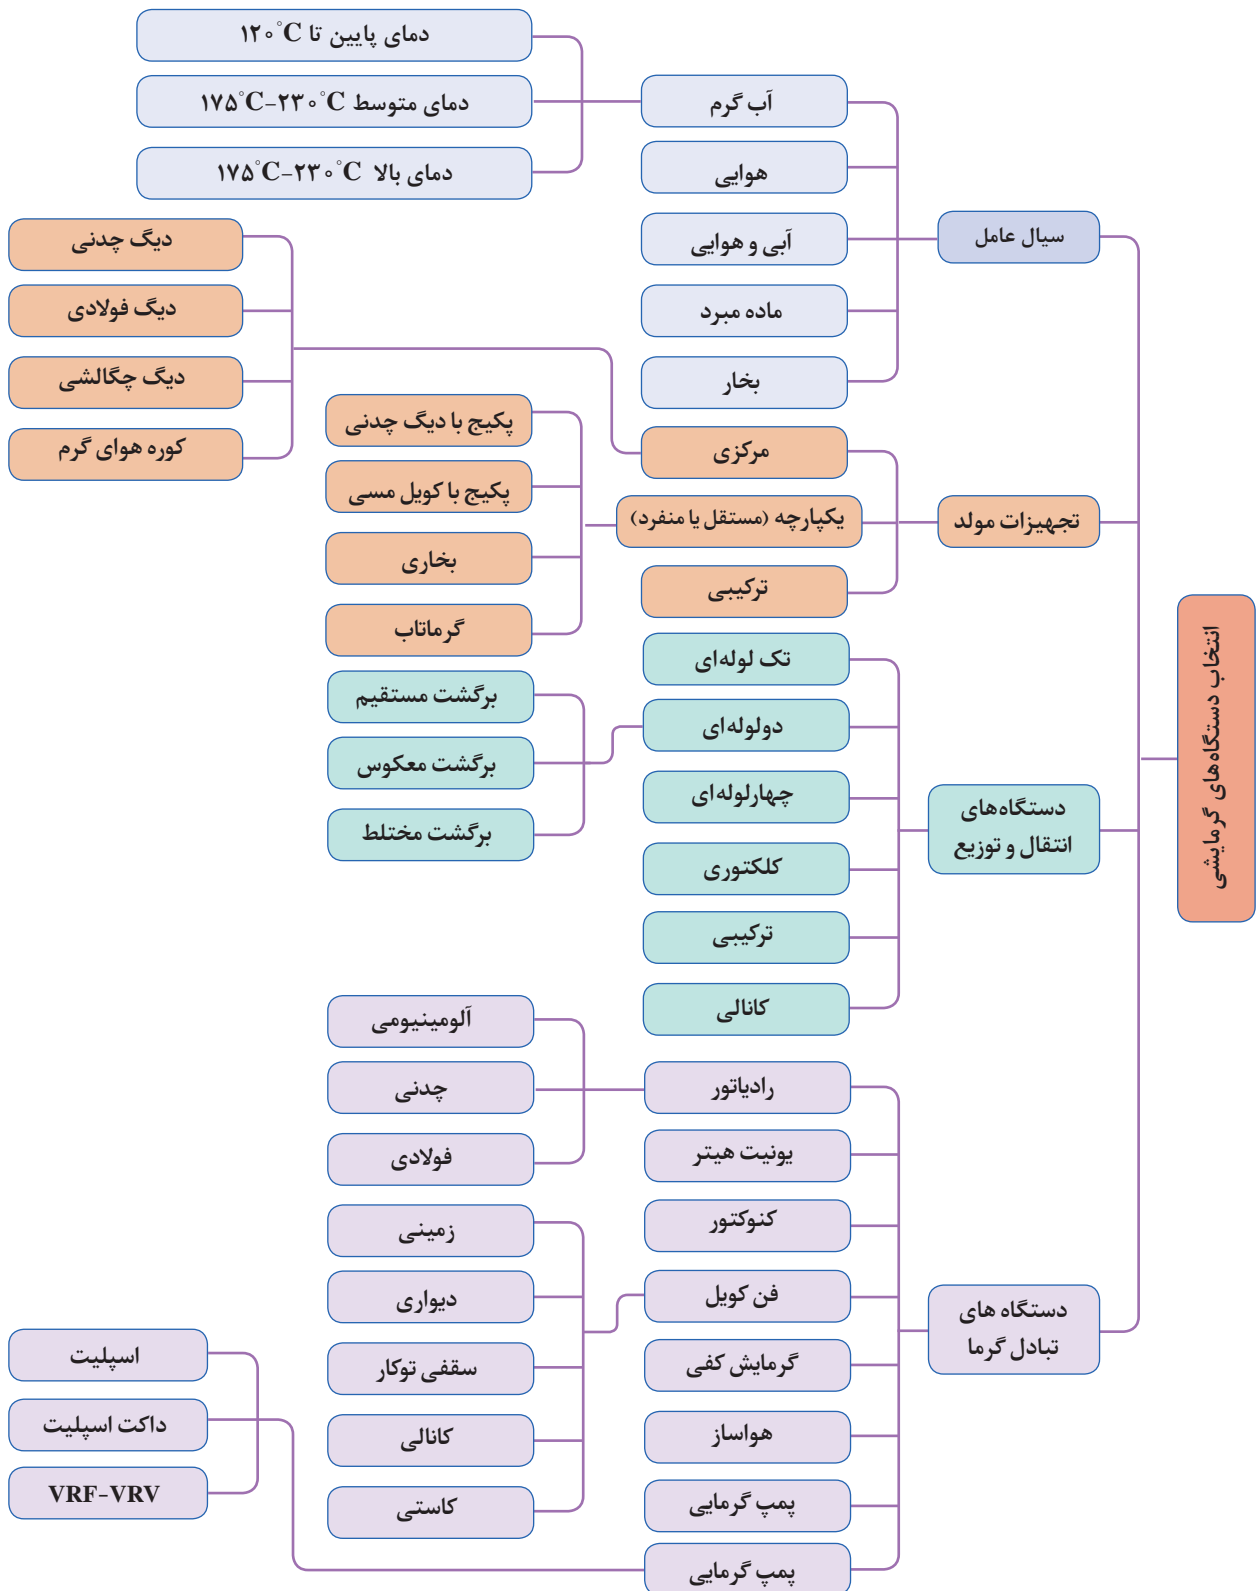 انتخاب دستگاه‌های گرمایشی
سیال عامل
آب گرم
دمای پایین تا ۱۲۰°C
دمای متوسط ۱۷۵°C-۲۳۰°C
دمای بالا ۱۷۵°C-۲۳۰°C
هوایی
آبی و هوایی
ماده مبرد
بخار
تجهیزات مولد
مرکزی
دیگ چدنی
دیگ فولادی
دیگ چگالشی
کوره هوای گرم
یکپارچه (مستقل یا منفرد)
پکیج با دیگ چدنی
پکیج با کویل مسی
بخاری
گرماتاب
ترکیبی
دستگاه‌های
انتقال و توزیع
تک لوله‌ای
دولوله‌ای
برگشت مستقیم
برگشت معکوس
برگشت مختلط
چهارلوله‌ای
کلکتوری
ترکیبی
کانالی
دستگاه های
تبادل گرما
رادیاتور
آلومینیومی
چدنی
فولادی
یونیت هیتر
کنوکتور
فن کویل
زمینی
دیواری
سقفی توکار
کانالی
کاستی
گرمایش کفی
هواساز
پمپ گرمایی
پمپ گرمایی
اسپلیت
داکت اسپلیت
VRF-VRV